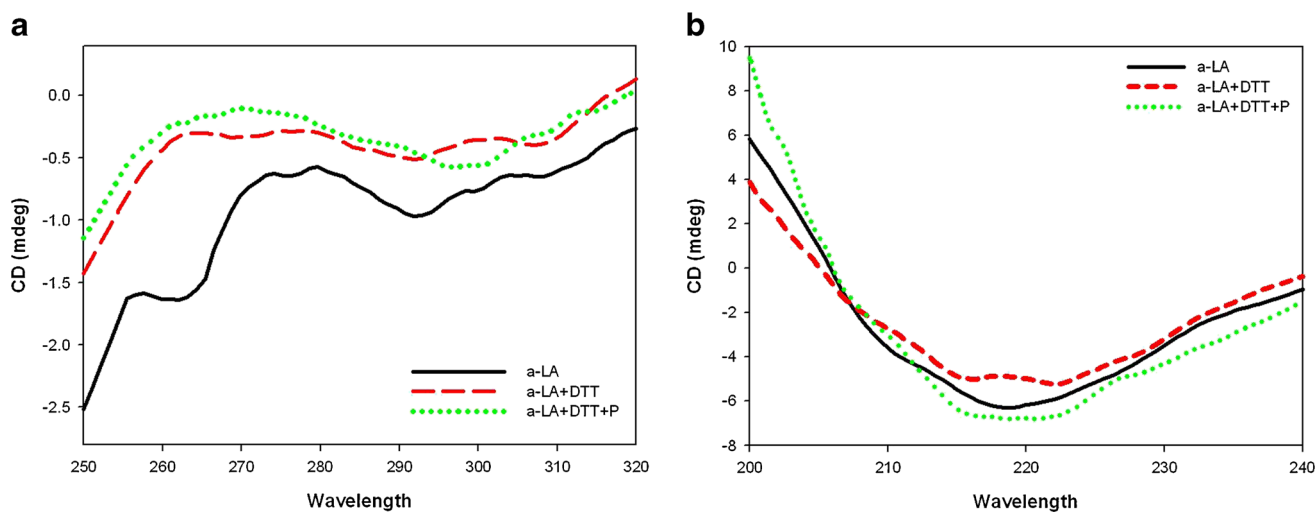 a
CD (mdeg)
0.0
-0.5
-1.0
-1.5
-2.0
-2.5
a-LA
a-LA+DTT
a-LA+DTT+P
250 260 270 280 290 300 310 320
Wavelength
b
CD (mdeg)
10
8
6
4
2
0
-2
-4
-6
-8
a-LA
a-LA+DTT
a-LA+DTT+P
200 210 220 230 240
Wavelength